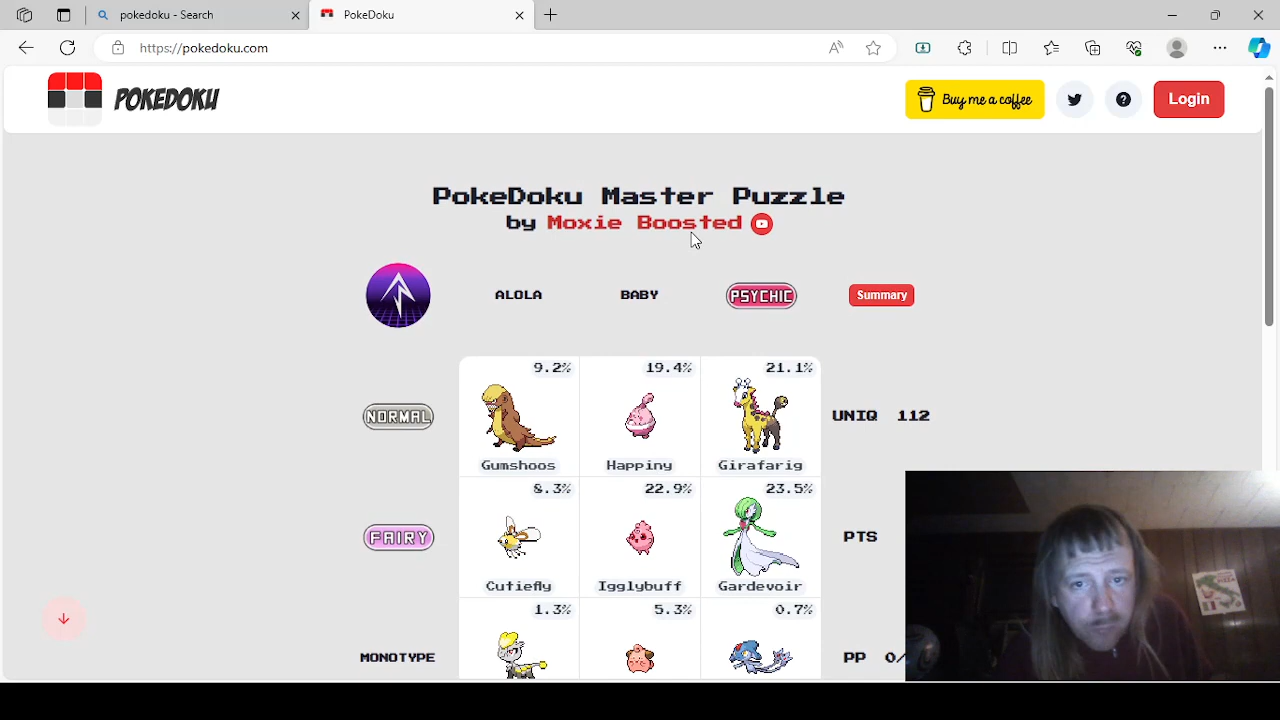 pokedoku - Search
PokeDoku
https://pokedoku.com
POKEDOKU
Buy me a coffee
Login
PokeDoku Master Puzzle
by Moxie Boosted
ALOLA BABY PSYCHIC Summary
9.2% 19.4% 21.1%
NORMAL UNIQ 112
Gumshoos Happiny Girafarig
8.3% 22.9% 23.5%
FAIRY PTS
Cutiefly Igglybuff Gardevoir
1.3% 5.3% 0.7%
MONOTYPE PP 0/